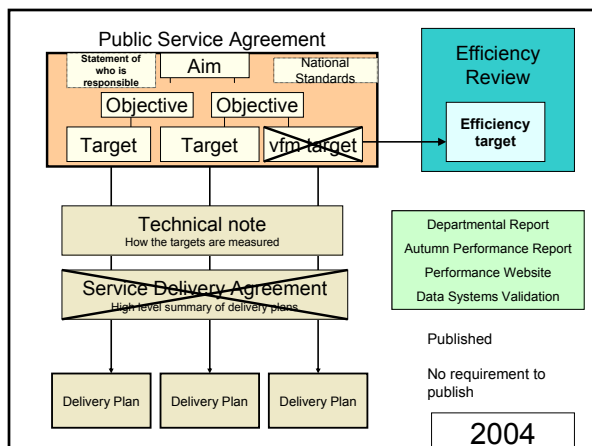 Public Service Agreement
Statement of
who is
responsible
Aim
National
Standards
Objective
Objective
Target
Target
vfm target
Efficiency
Review
Efficiency
target
Technical note
How the targets are measured
Service Delivery Agreement
High level summary of delivery plans
Departmental Report
Autumn Performance Report
Performance Website
Data Systems Validation
Published
No requirement to
publish
Delivery Plan
Delivery Plan
Delivery Plan
2004